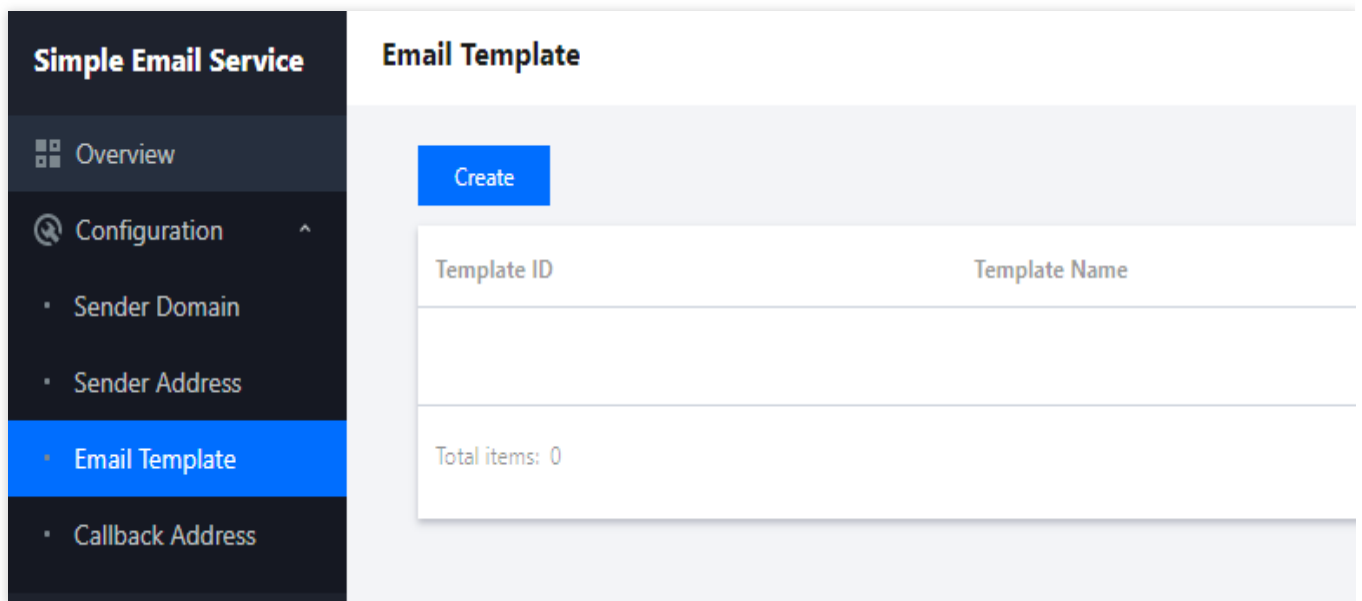 Simple Email Service
Overview
Configuration
Sender Domain
Sender Address
Email Template
Callback Address
Email Template
Create
Template ID Template Name
Total items: 0